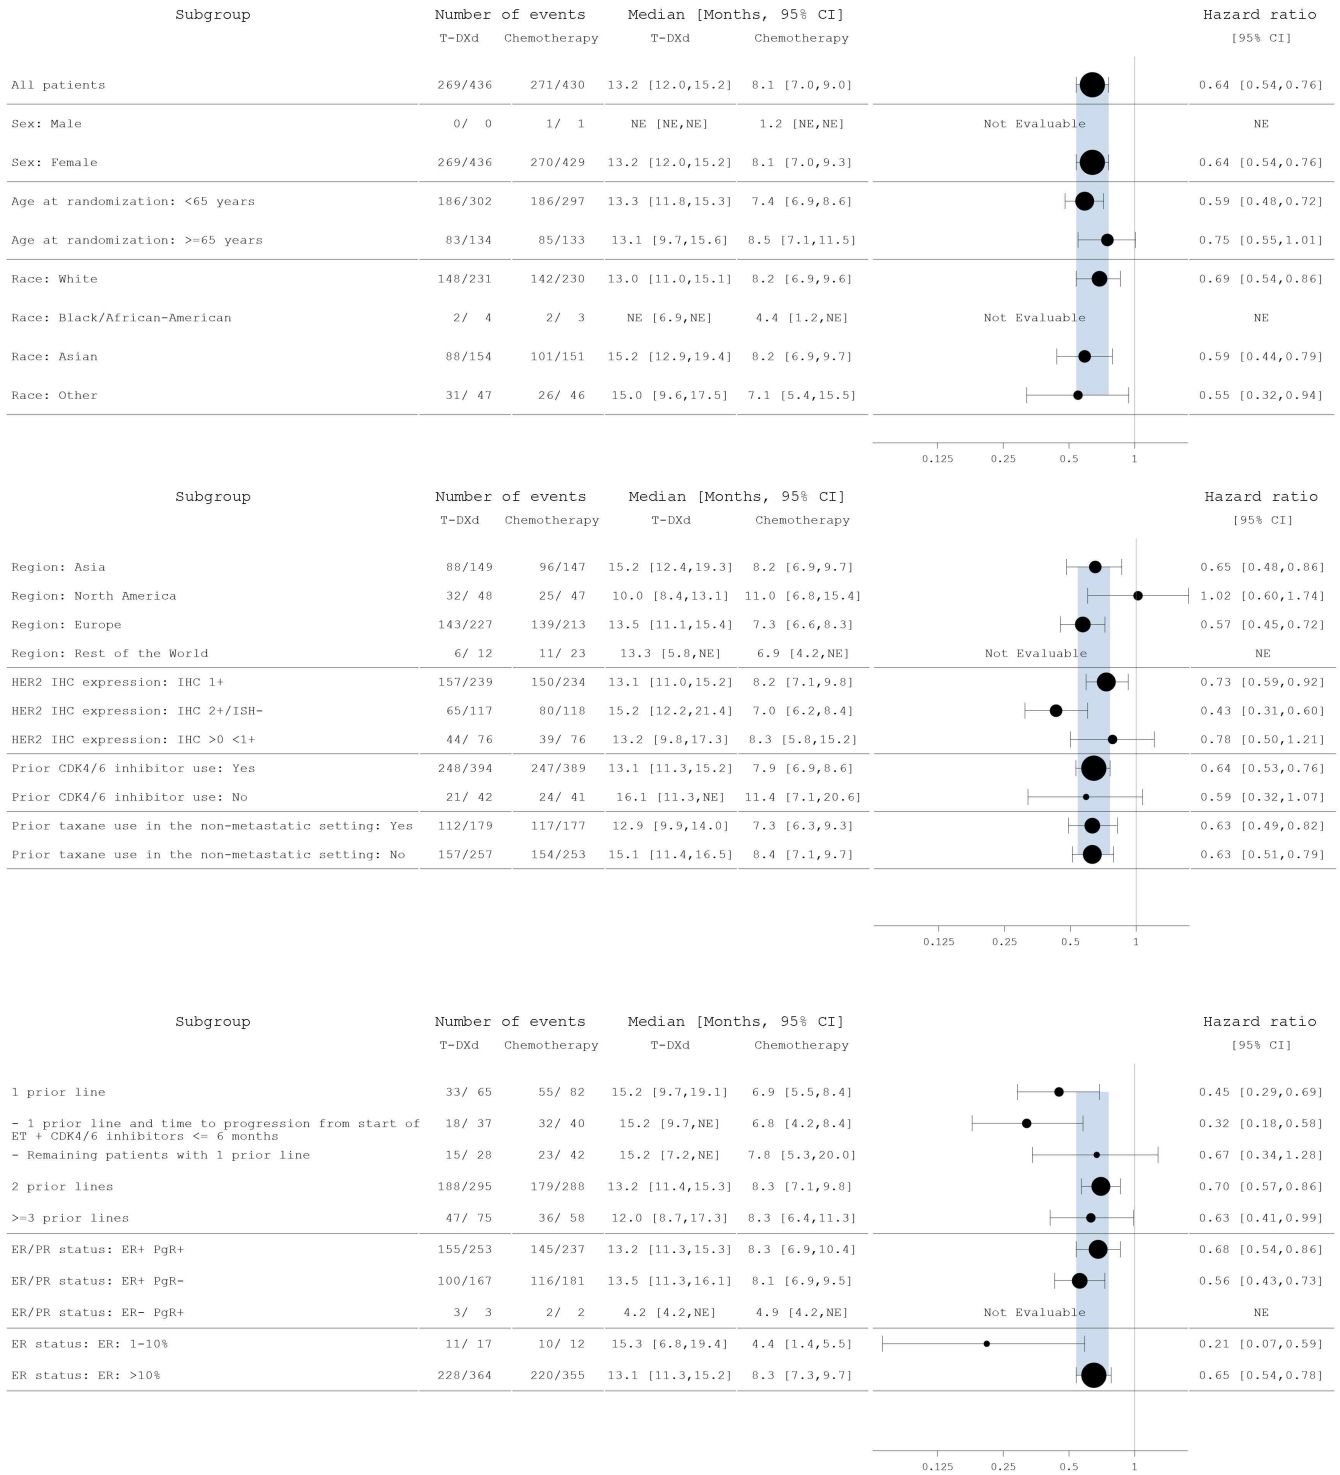 Subgroup Number of events Median [Months, 95% CI] Hazard ratio
T-DXd Chemotherapy T-DXd Chemotherapy [95% CI]
All patients 269/436 271/430 13.2 [12.0,15.2] 8.1 [7.0,9.0] 0.64 [0.54,0.76]
Sex: Male 0/ 0 1/ 1 NE [NE,NE] 1.2 [NE,NE] Not Evaluable NE
Sex: Female 269/436 270/429 13.2 [12.0,15.2] 8.1 [7.0,9.3] 0.64 [0.54,0.76]
Age at randomization: <65 years 186/302 186/297 13.3 [11.8,15.3] 7.4 [6.9,8.6] 0.59 [0.48,0.72]
Age at randomization: >=65 years 83/134 85/133 13.1 [9.7,15.6] 8.5 [7.1,11.5] 0.75 [0.55,1.01]
Race: White 148/231 142/230 13.0 [11.0,15.1] 8.2 [6.9,9.6] 0.69 [0.54,0.86]
Race: Black/African-American 2/ 4 2/ 3 NE [6.9,NE] 4.4 [1.2,NE] Not Evaluable NE
Race: Asian 88/154 101/151 15.2 [12.9,19.4] 8.2 [6.9,9.7] 0.59 [0.44,0.79]
Race: Other 31/ 47 26/ 46 15.0 [9.6,17.5] 7.1 [5.4,15.5] 0.55 [0.32,0.94]
0.125 0.25 0.5 1
Subgroup Number of events Median [Months, 95% CI] Hazard ratio
T-DXd Chemotherapy T-DXd Chemotherapy [95% CI]
Region: Asia 88/149 96/147 15.2 [12.4,19.3] 8.2 [6.9,9.7] 0.65 [0.48,0.86]
Region: North America 32/ 48 25/ 47 10.0 [8.4,13.1] 11.0 [6.8,15.4] 1.02 [0.60,1.74]
Region: Europe 143/227 139/213 13.5 [11.1,15.4] 7.3 [6.6,8.3] 0.57 [0.45,0.72]
Region: Rest of the World 6/ 12 11/ 23 13.3 [5.8,NE] 6.9 [4.2,NE] Not Evaluable NE
HER2 IHC expression: IHC 1+ 157/239 150/234 13.1 [11.0,15.2] 8.2 [7.1,9.8] 0.73 [0.59,0.92]
HER2 IHC expression: IHC 2+/ISH- 65/117 80/118 15.2 [12.2,21.4] 7.0 [6.2,8.4] 0.43 [0.31,0.60]
HER2 IHC expression: IHC >0 <1+ 44/ 76 39/ 76 13.2 [9.8,17.3] 8.3 [5.8,15.2] 0.78 [0.50,1.21]
Prior CDK4/6 inhibitor use: Yes 248/394 247/389 13.1 [11.3,15.2] 7.9 [6.9,8.6] 0.64 [0.53,0.76]
Prior CDK4/6 inhibitor use: No 21/ 42 24/ 41 16.1 [11.3,NE] 11.4 [7.1,20.6] 0.59 [0.32,1.07]
Prior taxane use in the non-metastatic setting: Yes 112/179 117/177 12.9 [9.9,14.0] 7.3 [6.3,9.3] 0.63 [0.49,0.82]
Prior taxane use in the non-metastatic setting: No 157/257 154/253 15.1 [11.4,16.5] 8.4 [7.1,9.7] 0.63 [0.51,0.79]
0.125 0.25 0.5 1
Subgroup Number of events Median [Months, 95% CI] Hazard ratio
T-DXd Chemotherapy T-DXd Chemotherapy [95% CI]
1 prior line 33/ 65 55/ 82 15.2 [9.7,19.1] 6.9 [5.5,8.4] 0.45 [0.29,0.69]
- 1 prior line and time to progression from start of 18/ 37 32/ 40 15.2 [9.7,NE] 6.8 [4.2,8.4] 0.32 [0.18,0.58]
ET + CDK4/6 inhibitors <= 6 months
- Remaining patients with 1 prior line 15/ 28 23/ 42 15.2 [7.2,NE] 7.8 [5.3,20.0] 0.67 [0.34,1.28]
2 prior lines 188/295 179/288 13.2 [11.4,15.3] 8.3 [7.1,9.8] 0.70 [0.57,0.86]
>=3 prior lines 47/ 75 36/ 58 12.0 [8.7,17.3] 8.3 [6.4,11.3] 0.63 [0.41,0.99]
ER/PR status: ER+ PgR+ 155/253 145/237 13.2 [11.3,15.3] 8.3 [6.9,10.4] 0.68 [0.54,0.86]
ER/PR status: ER+ PgR- 100/167 116/181 13.5 [11.3,16.1] 8.1 [6.9,9.5] 0.56 [0.43,0.73]
ER/PR status: ER- PgR+ 3/ 3 2/ 2 4.2 [4.2,NE] 4.9 [4.2,NE] Not Evaluable NE
ER status: ER: 1-10% 11/ 17 10/ 12 15.3 [6.8,19.4] 4.4 [1.4,5.5] 0.21 [0.07,0.59]
ER status: ER: >10% 228/364 220/355 13.1 [11.3,15.2] 8.3 [7.3,9.7] 0.65 [0.54,0.78]
0.125 0.25 0.5 1